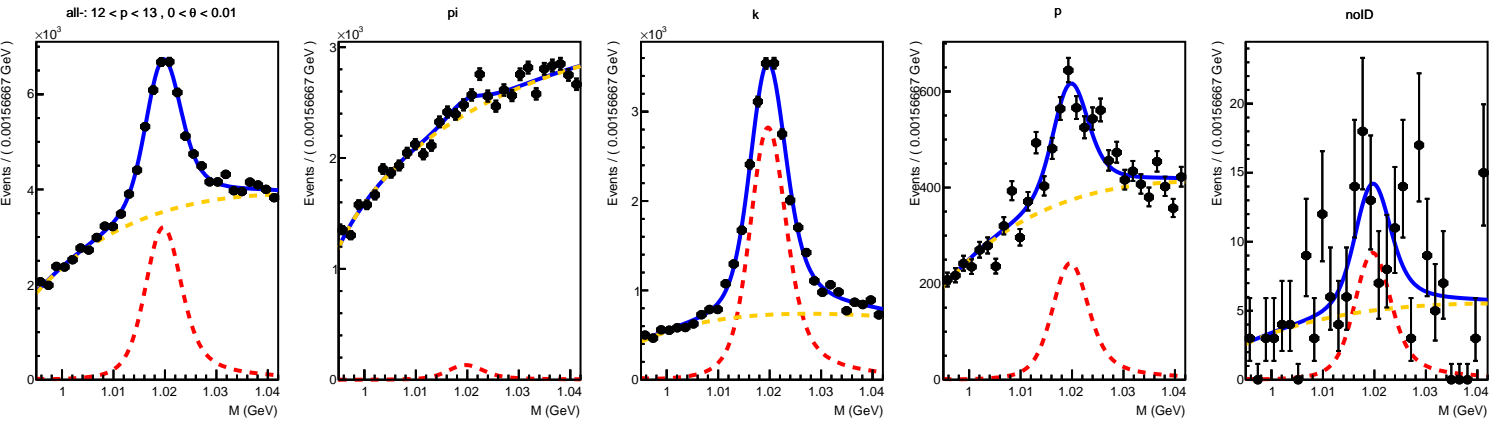 all-: 12 < p < 13 , 0 < θ < 0.01
×10³
Events / ( 0.00156667 GeV )
6
4
2
0
1 1.01 1.02 1.03 1.04
M (GeV)
pi
×10³
Events / ( 0.00156667 GeV )
3
2
1
0
1 1.01 1.02 1.03 1.04
M (GeV)
k
×10³
Events / ( 0.00156667 GeV )
3
2
1
0
1 1.01 1.02 1.03 1.04
M (GeV)
p
Events / ( 0.00156667 GeV )
600
400
200
0
1 1.01 1.02 1.03 1.04
M (GeV)
noID
Events / ( 0.00156667 GeV )
20
15
10
5
0
1 1.01 1.02 1.03 1.04
M (GeV)